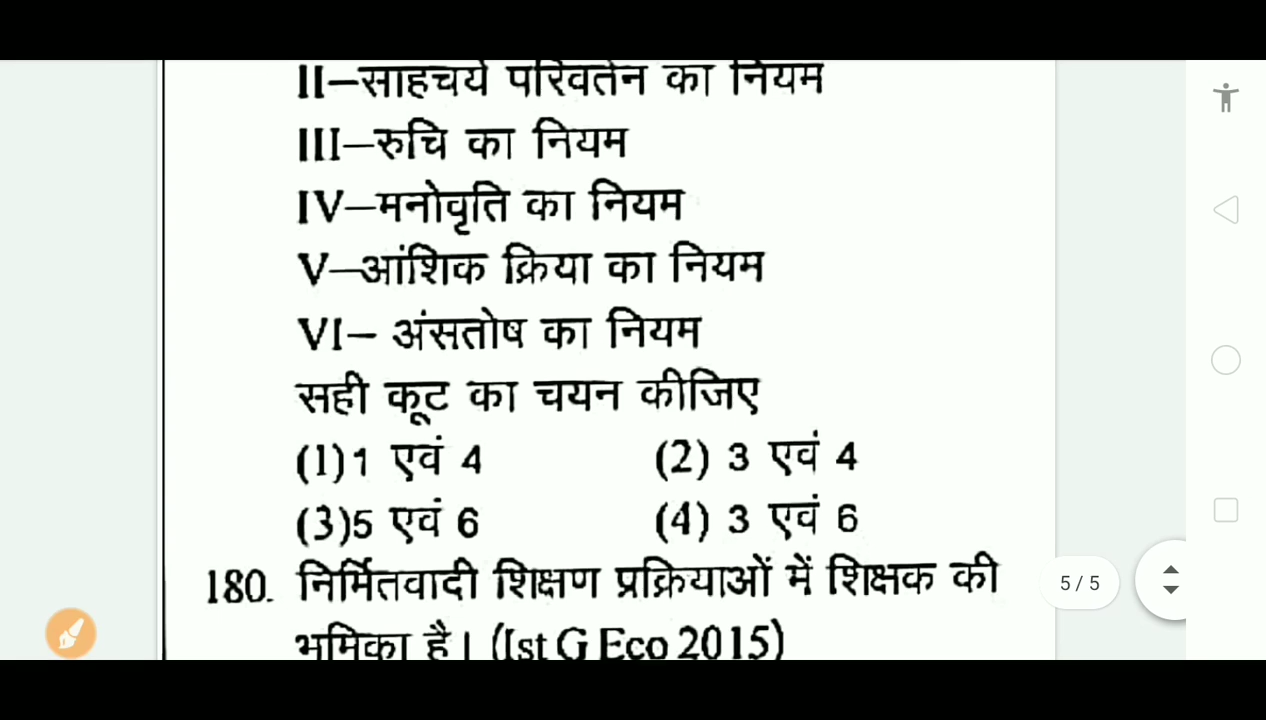 II–साहचर्य परिवर्तन का नियम
III–रुचि का नियम
IV–मनोवृति का नियम
V–आंशिक क्रिया का नियम
VI– अंसतोष का नियम
सही कूट का चयन कीजिए
(1)1 एवं 4 (2) 3 एवं 4
(3)5 एवं 6 (4) 3 एवं 6
180. निर्मितवादी शिक्षण प्रक्रियाओं में शिक्षक की
भूमिका है। (Ist G Eco 2015)
5/5